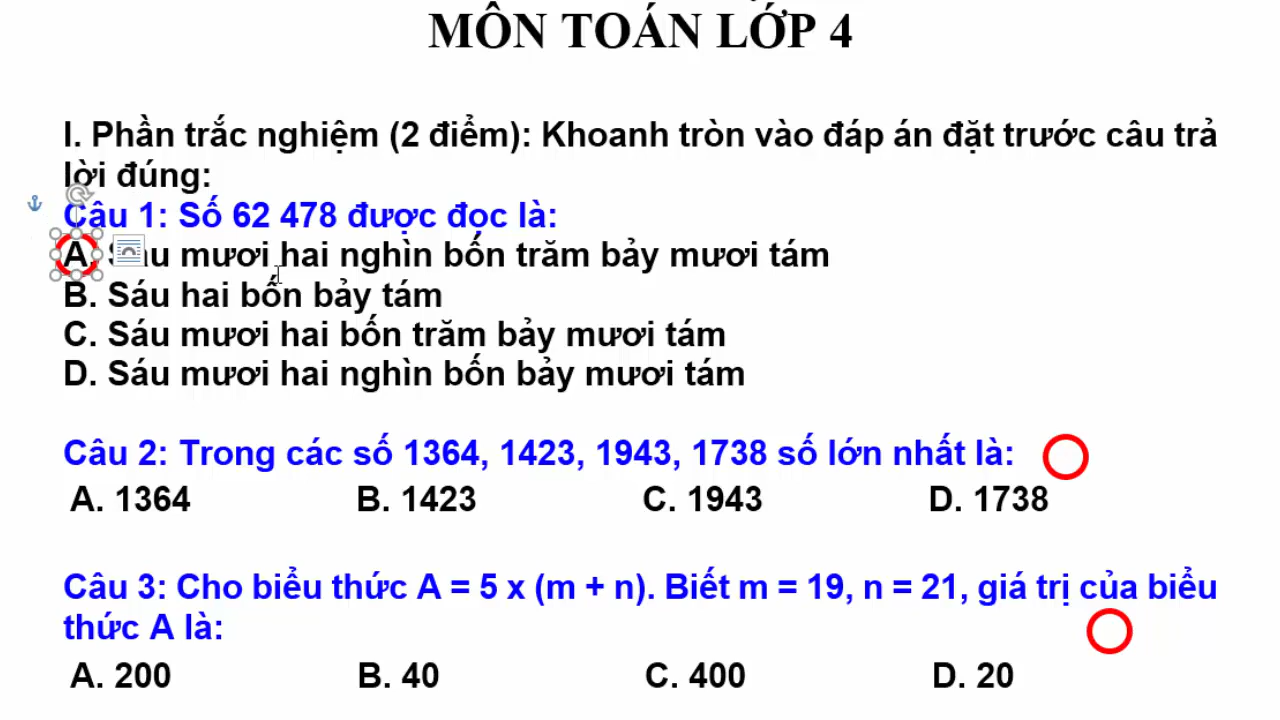 MÔN TOÁN LỚP 4
I. Phần trắc nghiệm (2 điểm): Khoanh tròn vào đáp án đặt trước câu trả
lời đúng:
Câu 1: Số 62 478 được đọc là:
A. Sáu mươi hai nghìn bốn trăm bảy mươi tám
B. Sáu hai bốn bảy tám
C. Sáu mươi hai bốn trăm bảy mươi tám
D. Sáu mươi hai nghìn bốn bảy mươi tám
Câu 2: Trong các số 1364, 1423, 1943, 1738 số lớn nhất là:
A. 1364 B. 1423 C. 1943 D. 1738
Câu 3: Cho biểu thức A = 5 x (m + n). Biết m = 19, n = 21, giá trị của biểu
thức A là:
A. 200 B. 40 C. 400 D. 20